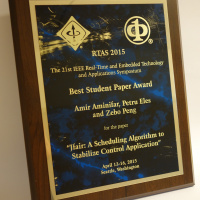 RTAS 2015
The 21st IEEE Real-Time and Embedded Technology
and Applications Symposium
Best Student Paper Award
Amir Aminifar, Petru Eles
and Zebo Peng
for the paper
"Jfair: A Scheduling Algorithm to
Stabilize Control Application"
April 13-16, 2015
Seattle, Washington